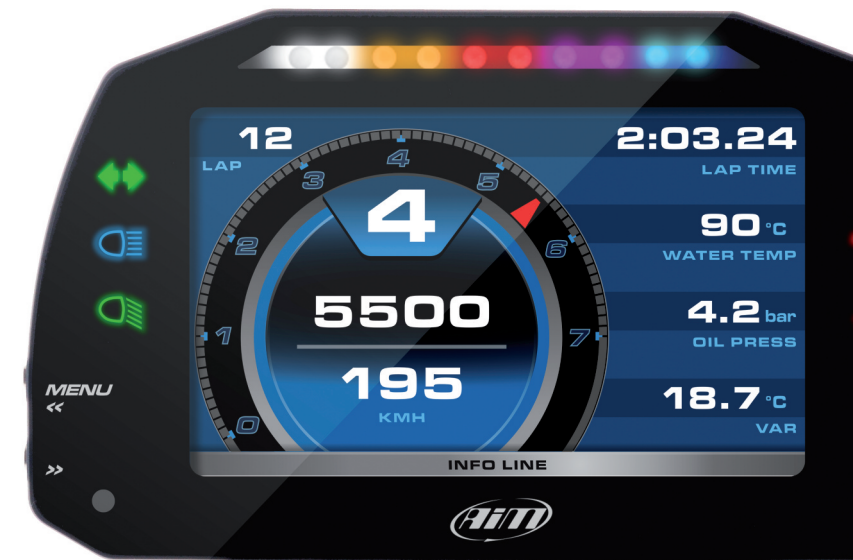 12
LAP
2:03.24
LAP TIME
0
1
2
3
4
5
6
7
4
5500
195
KMH
90 °C
WATER TEMP
4.2 bar
OIL PRESS
18.7 °C
VAR
MENU
<<
>>
INFO LINE
AiM